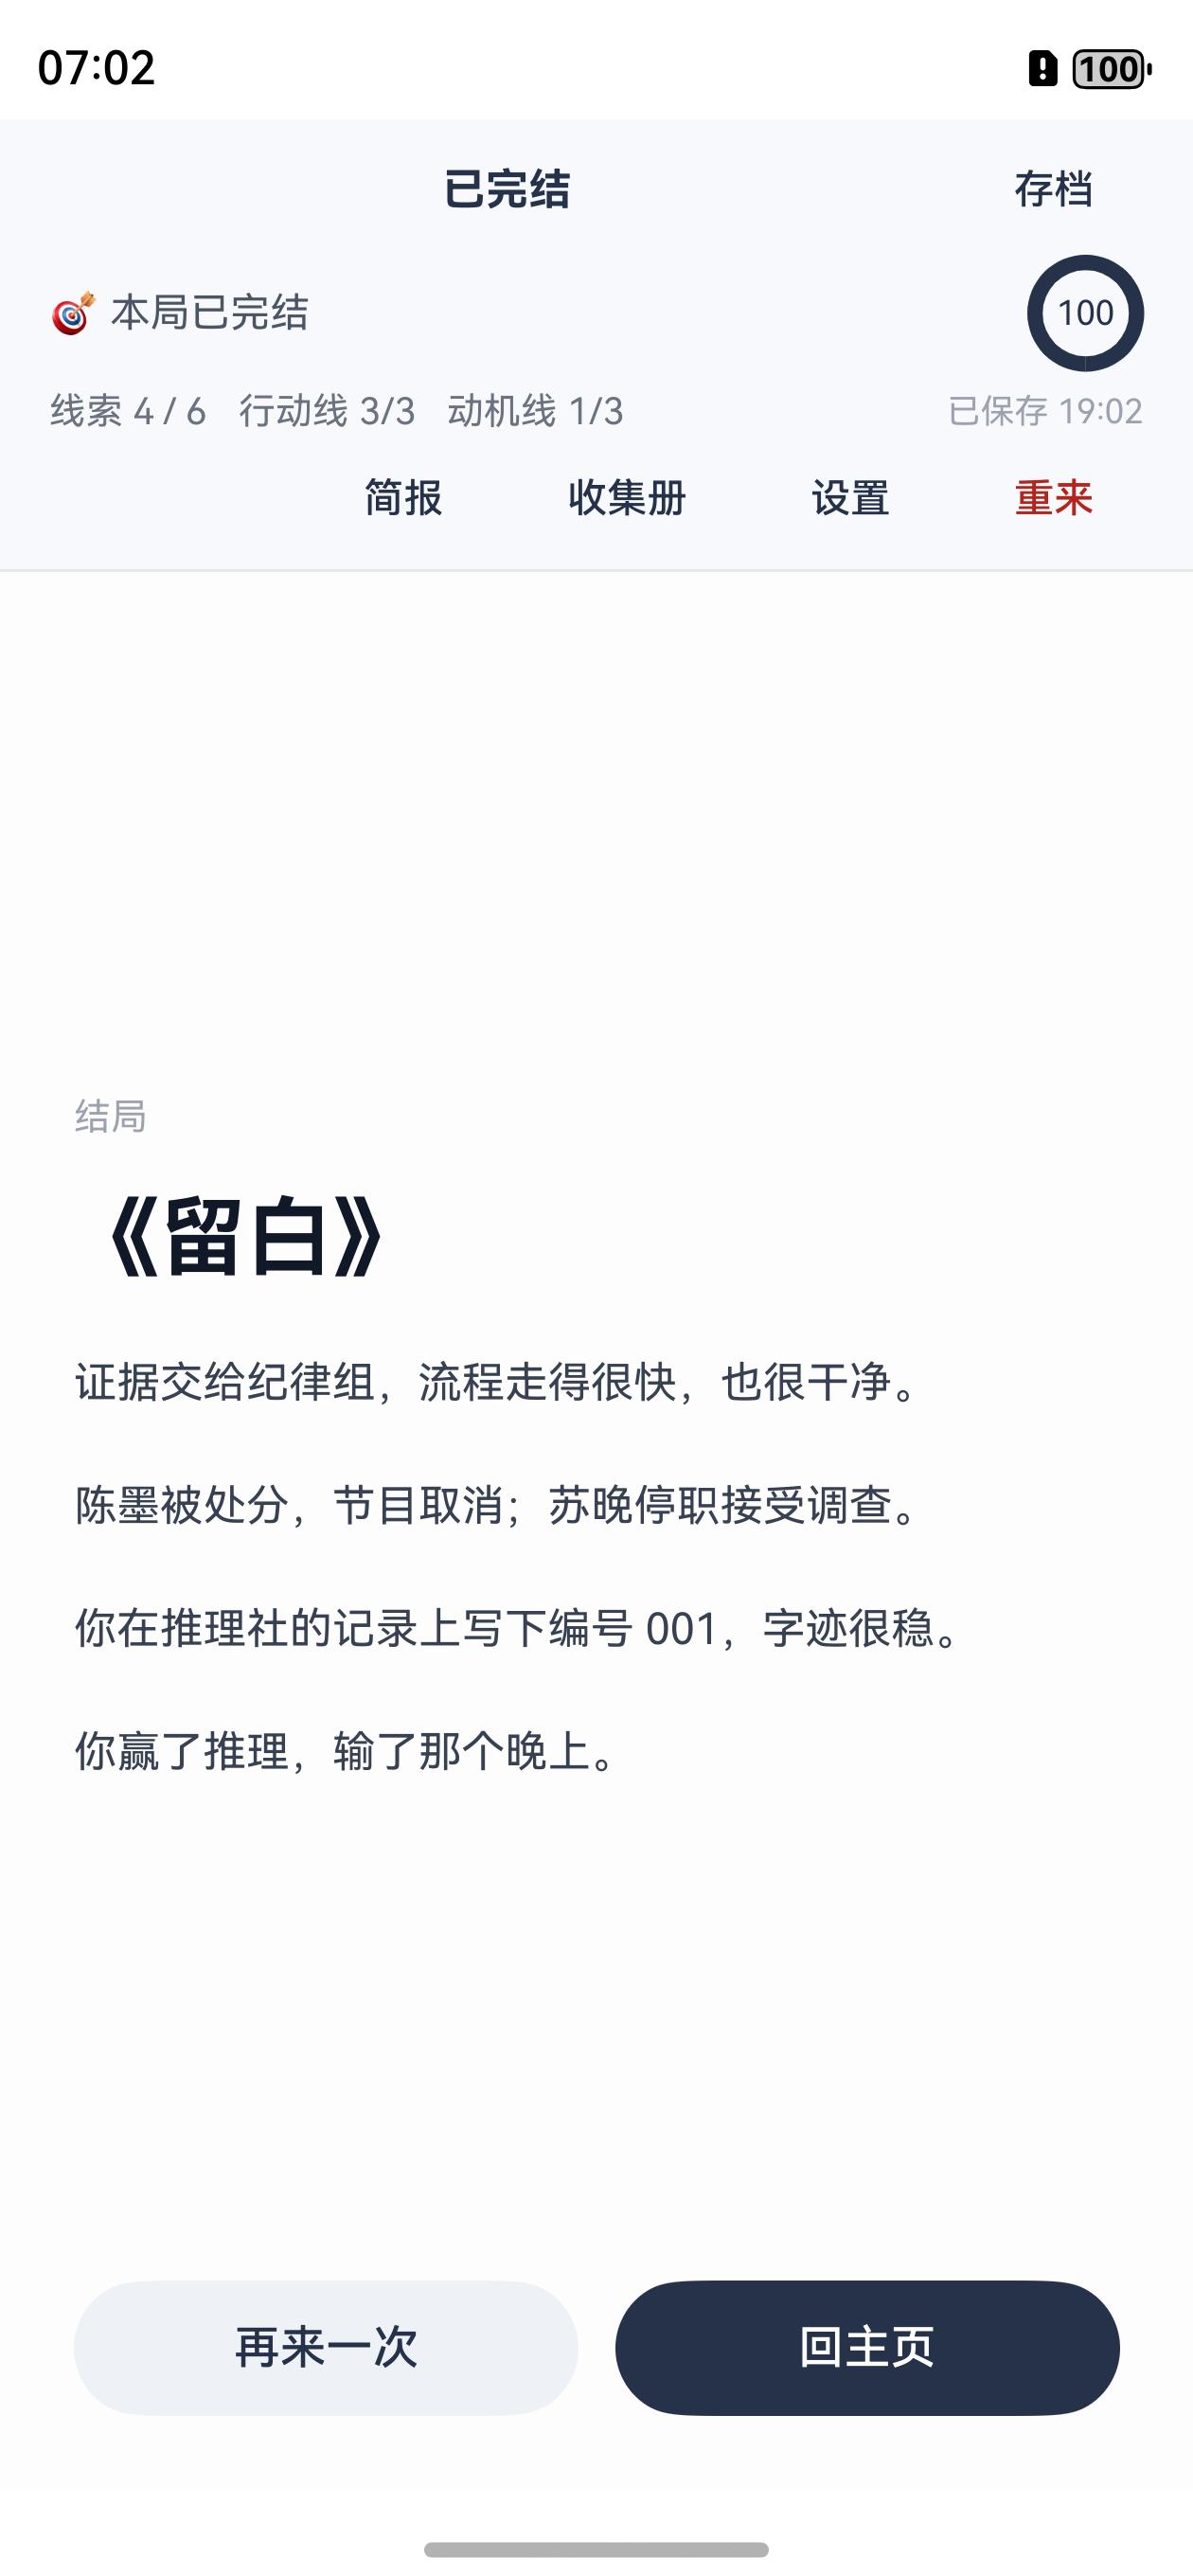 07:02
100
已完结
存档
本局已完结
100
线索 4 / 6 行动线 3/3 动机线 1/3
已保存 19:02
简报 收集册 设置 重来
结局
《留白》
证据交给纪律组，流程走得很快，也很干净。
陈墨被处分，节目取消；苏晚停职接受调查。
你在推理社的记录上写下编号 001，字迹很稳。
你赢了推理，输了那个晚上。
再来一次
回主页